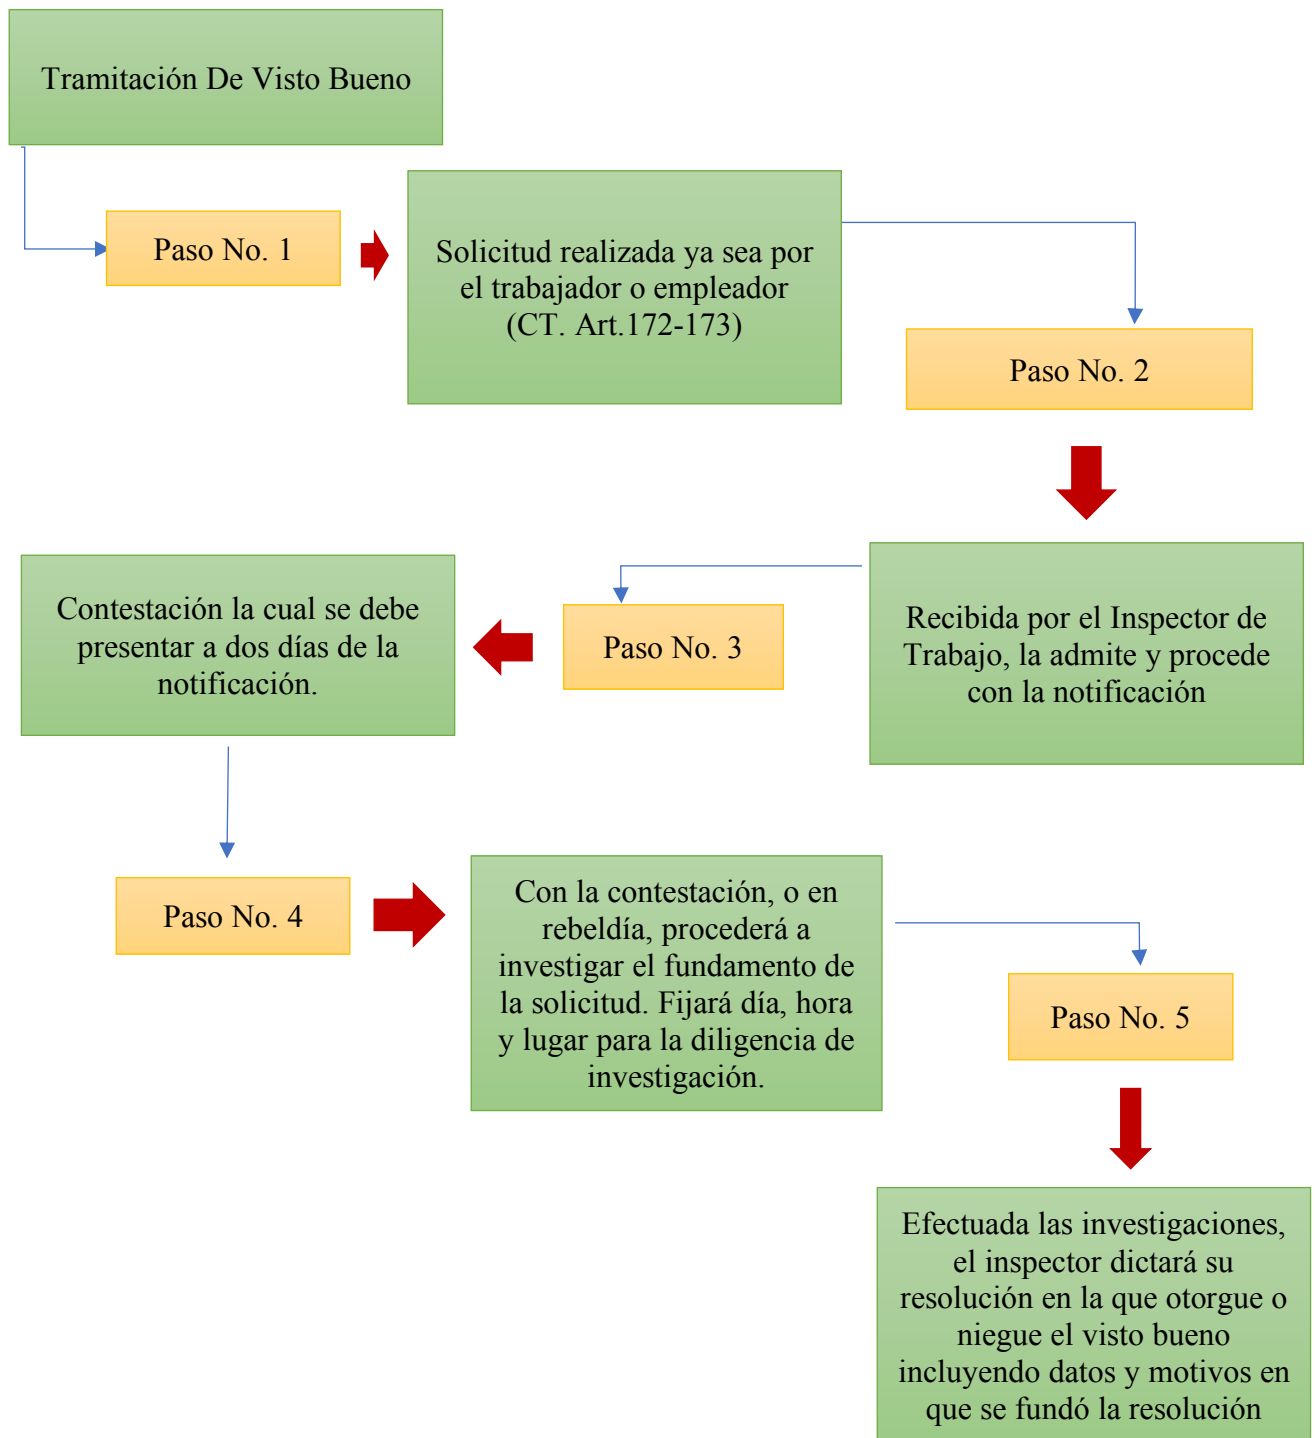 Tramitación De Visto Bueno
Paso No. 1
Solicitud realizada ya sea por
el trabajador o empleador
(CT. Art.172-173)
Paso No. 2
Recibida por el Inspector de
Trabajo, la admite y procede
con la notificación
Paso No. 3
Contestación la cual se debe
presentar a dos días de la
notificación.
Paso No. 4
Con la contestación, o en
rebeldía, procederá a
investigar el fundamento de
la solicitud. Fijará día, hora
y lugar para la diligencia de
investigación.
Paso No. 5
Efectuada las investigaciones,
el inspector dictará su
resolución en la que otorgue o
niegue el visto bueno
incluyendo datos y motivos en
que se fundó la resolución